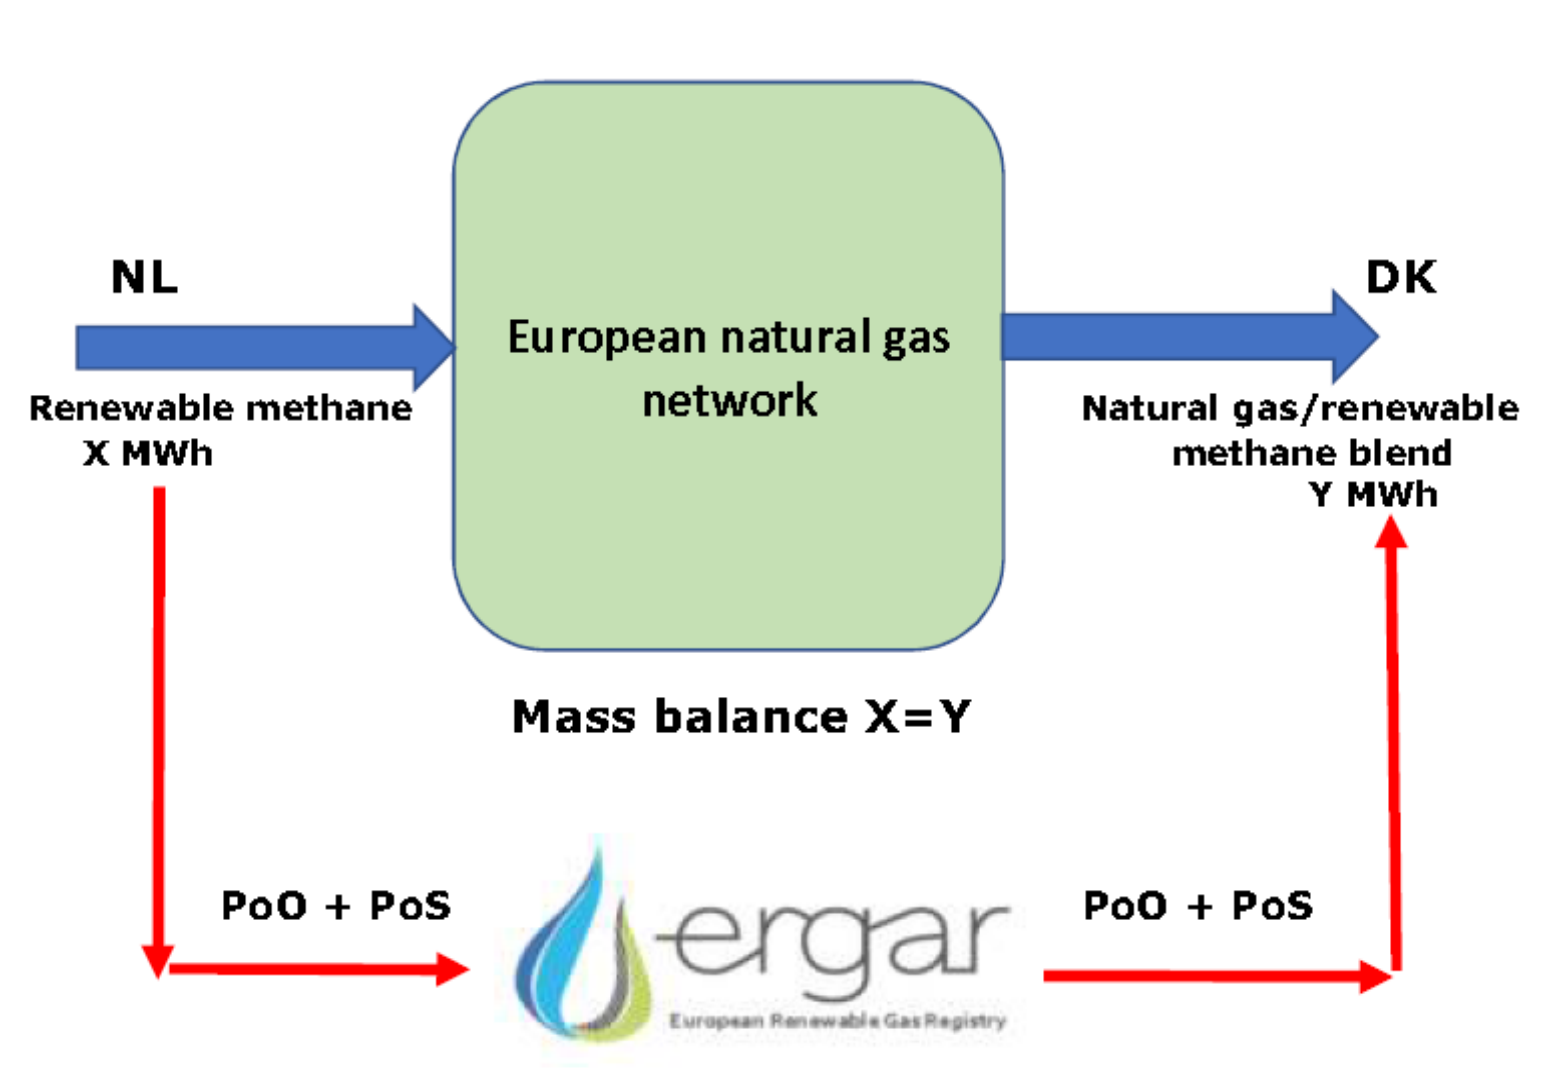 NL
DK
European natural gas
network
Renewable methane
X MWh
Natural gas/renewable
methane blend
Y MWh
Mass balance X=Y
PoO + PoS
PoO + PoS
ergar
European Renewable Gas Registry